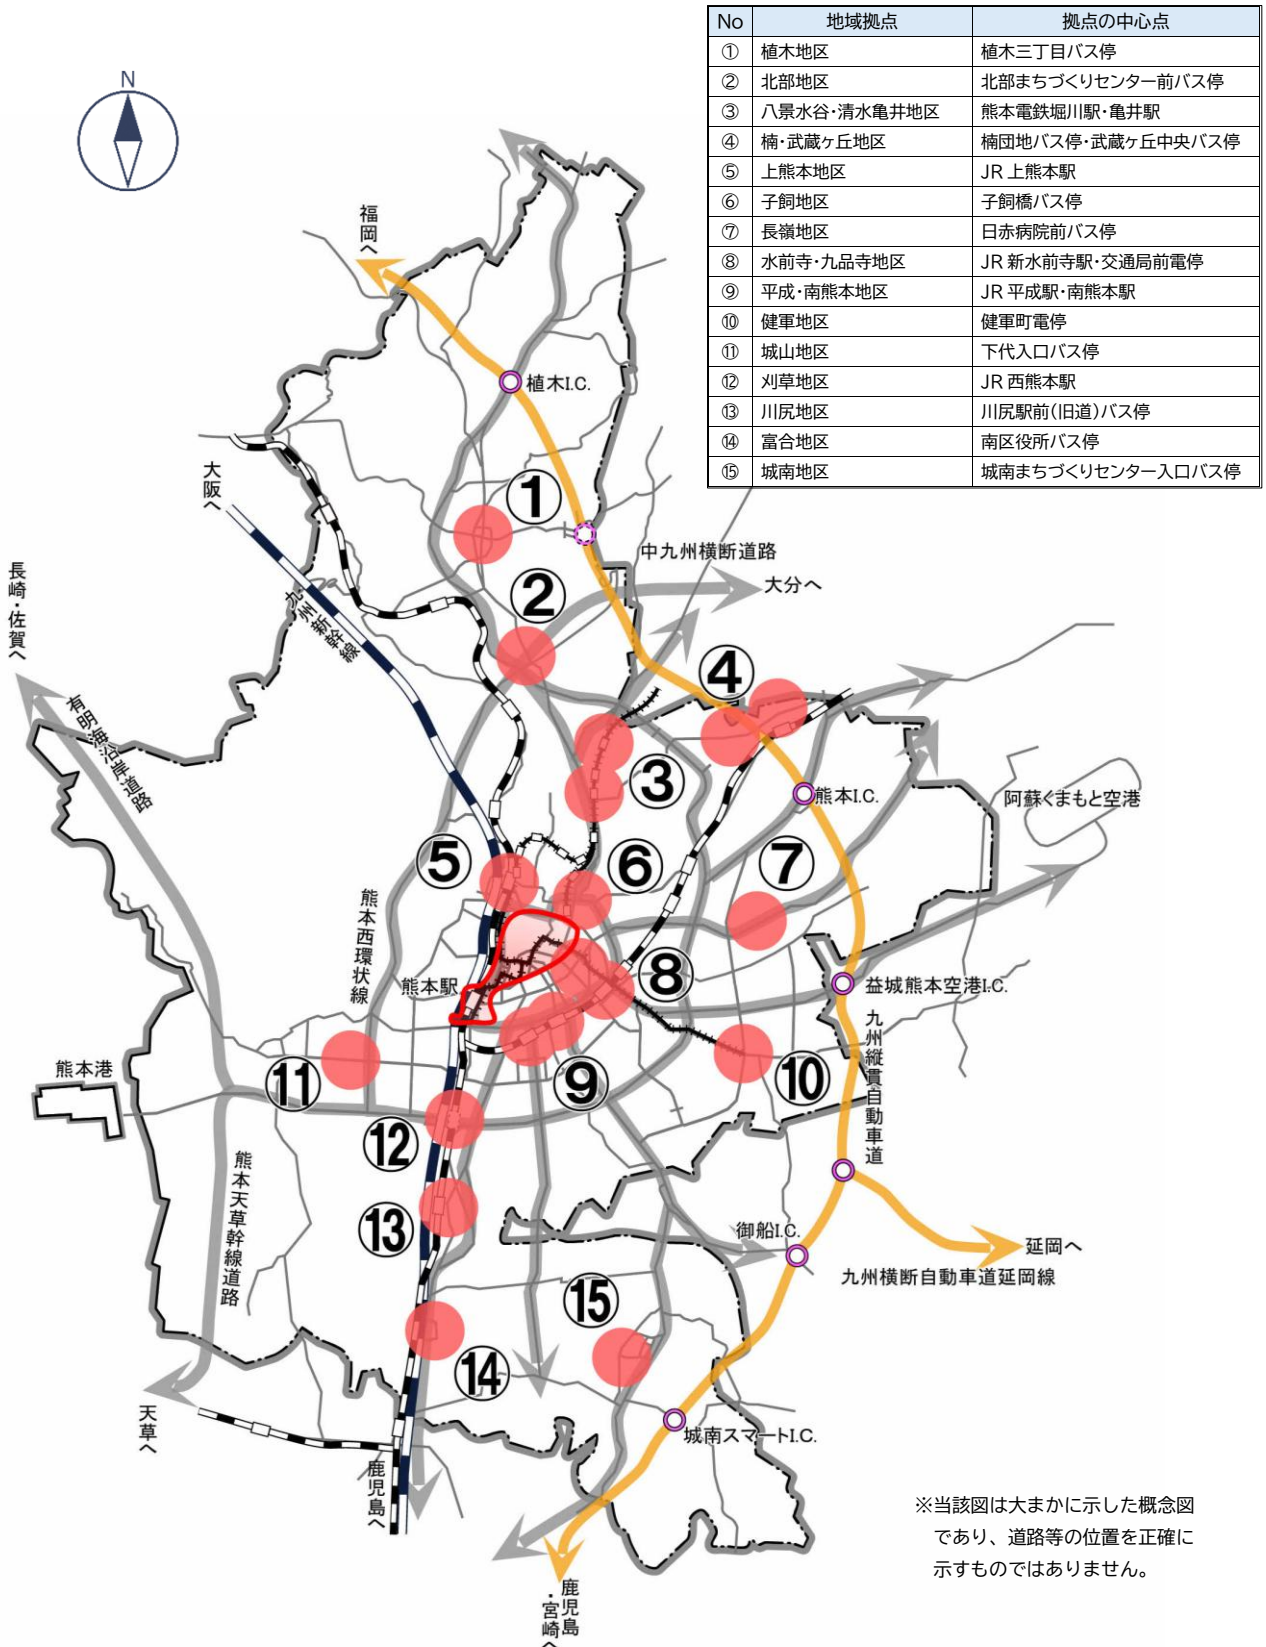 No 地域拠点 拠点の中心点
① 植木地区 植木三丁目バス停
② 北部地区 北部まちづくりセンター前バス停
③ 八景水谷・清水亀井地区 熊本電鉄堀川駅・亀井駅
④ 楠・武蔵ヶ丘地区 楠団地バス停・武蔵ヶ丘中央バス停
⑤ 上熊本地区 JR 上熊本駅
⑥ 子飼地区 子飼橋バス停
⑦ 長嶺地区 日赤病院前バス停
⑧ 水前寺・九品寺地区 JR 新水前寺駅・交通局前電停
⑨ 平成・南熊本地区 JR 平成駅・南熊本駅
⑩ 健軍地区 健軍町電停
⑪ 城山地区 下代入口バス停
⑫ 刈草地区 JR 西熊本駅
⑬ 川尻地区 川尻駅前(旧道)バス停
⑭ 富合地区 南区役所バス停
⑮ 城南地区 城南まちづくりセンター入口バス停
N
福岡へ
植木I.C.
大阪へ
①
中九州横断道路
大分へ
長崎・佐賀へ
九州新幹線
②
④
有明海沿岸道路
③
熊本I.C.
阿蘇くまもと空港
⑤
⑥
⑦
熊本西環状線
熊本駅
⑧
益城熊本空港I.C.
九州縦貫自動車道
熊本港
⑪
⑨
⑩
⑫
熊本天草幹線道路
⑬
御船I.C.
延岡へ
九州横断自動車道延岡線
⑮
⑭
天草へ
城南スマートI.C.
鹿児島へ
※当該図は大まかに示した概念図
であり、道路等の位置を正確に
示すものではありません。
鹿児島
・宮崎へ